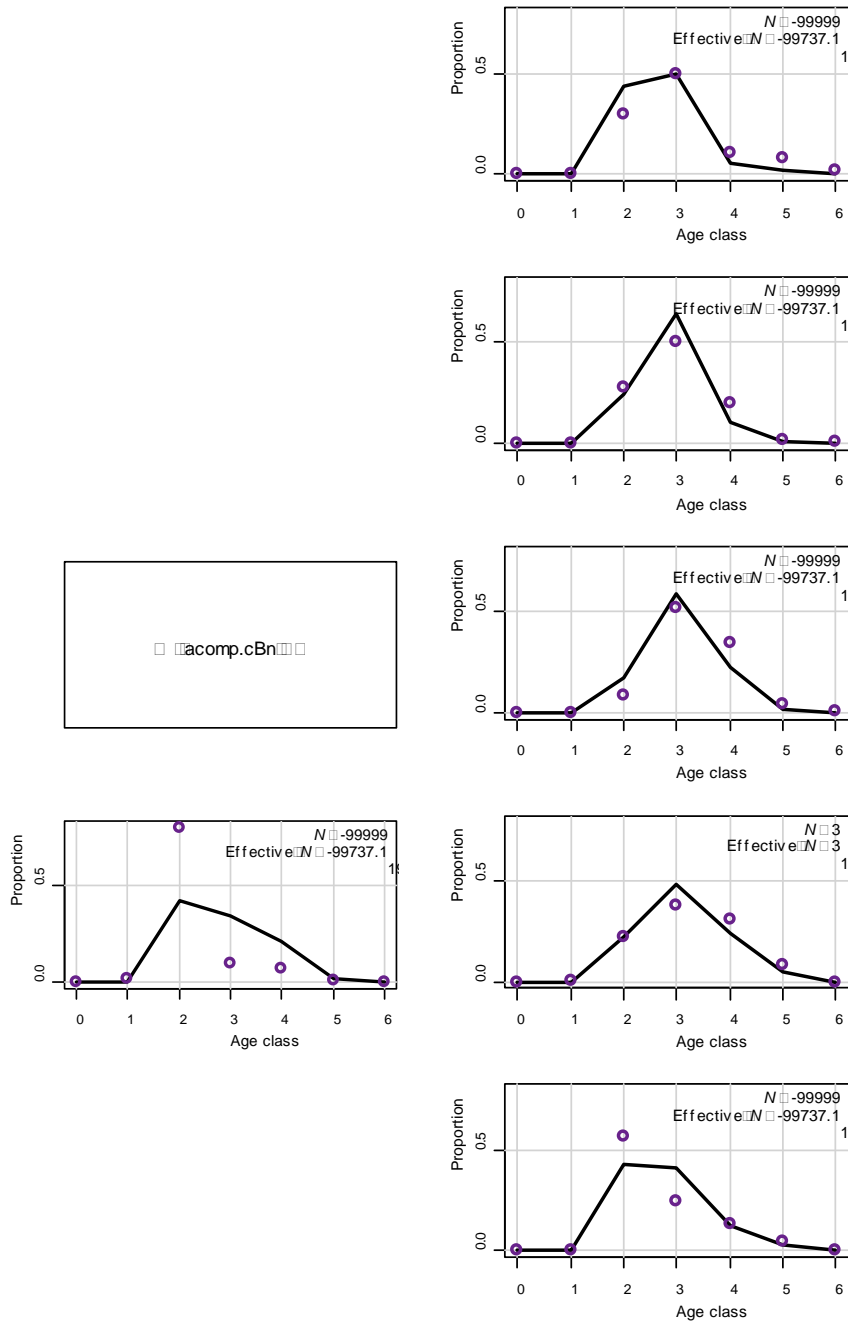 N □ -99999
Effective□N □ -99737.1
1
Proportion
0.5
0.0
0 1 2 3 4 5 6
Age class
N □ -99999
Effective□N □ -99737.1
1
Proportion
0.5
0.0
0 1 2 3 4 5 6
Age class
□ □acomp.cBn□□ □
N □ -99999
Effective□N □ -99737.1
1
Proportion
0.5
0.0
0 1 2 3 4 5 6
Age class
N □ -99999
Effective□N □ -99737.1
Proportion
0.5
0.0
0 1 2 3 4 5 6
Age class
N □ 3
Effective□N □ 3
1
Proportion
0.5
0.0
0 1 2 3 4 5 6
Age class
N □ -99999
Effective□N □ -99737.1
1
Proportion
0.5
0.0
0 1 2 3 4 5 6
Age class